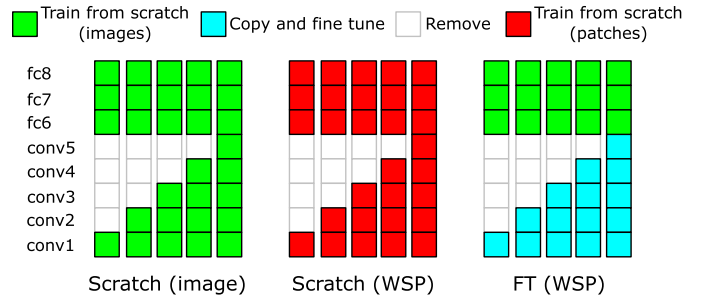 Train from scratch
(images)
Copy and fine tune
Remove
Train from scratch
(patches)
fc8
fc7
fc6
conv5
conv4
conv3
conv2
conv1
Scratch (image)
Scratch (WSP)
FT (WSP)